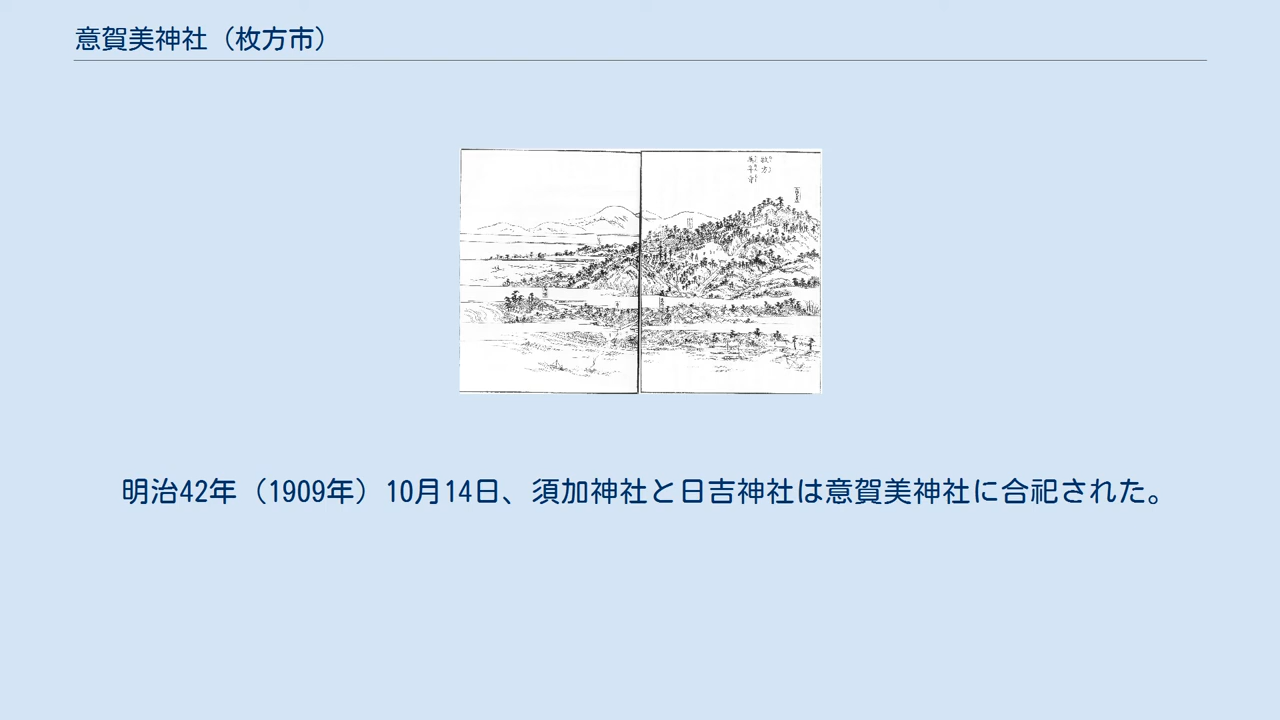 意賀美神社（枚方市）
枚方
明治42年（1909年）10月14日、須加神社と日吉神社は意賀美神社に合祀された。